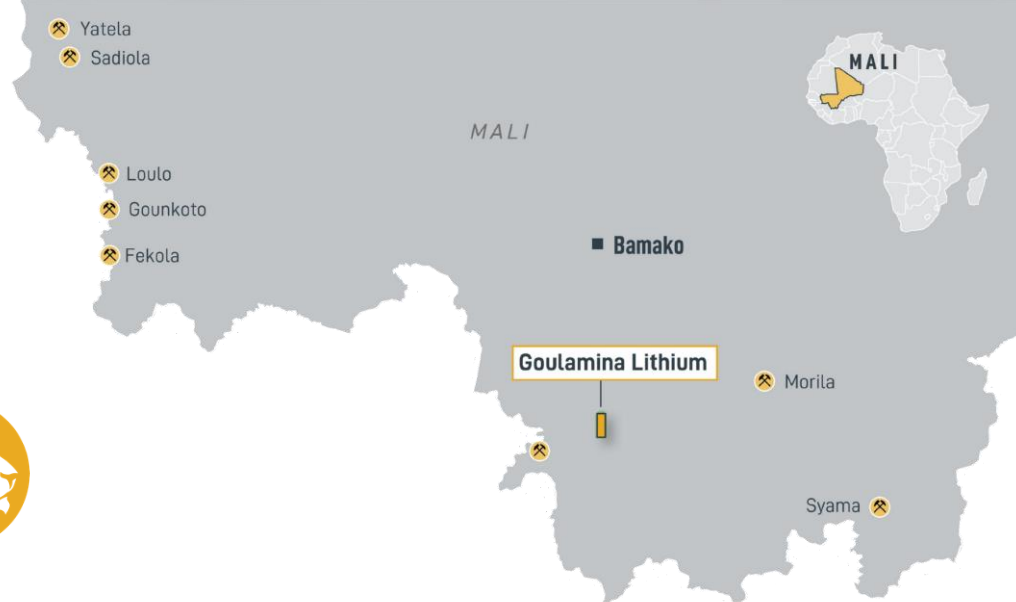 Yatela
Sadiola
MALI
MALI
Loulo
Gounkoto
Fekola
Bamako
Goulamina Lithium
Morila
Syama